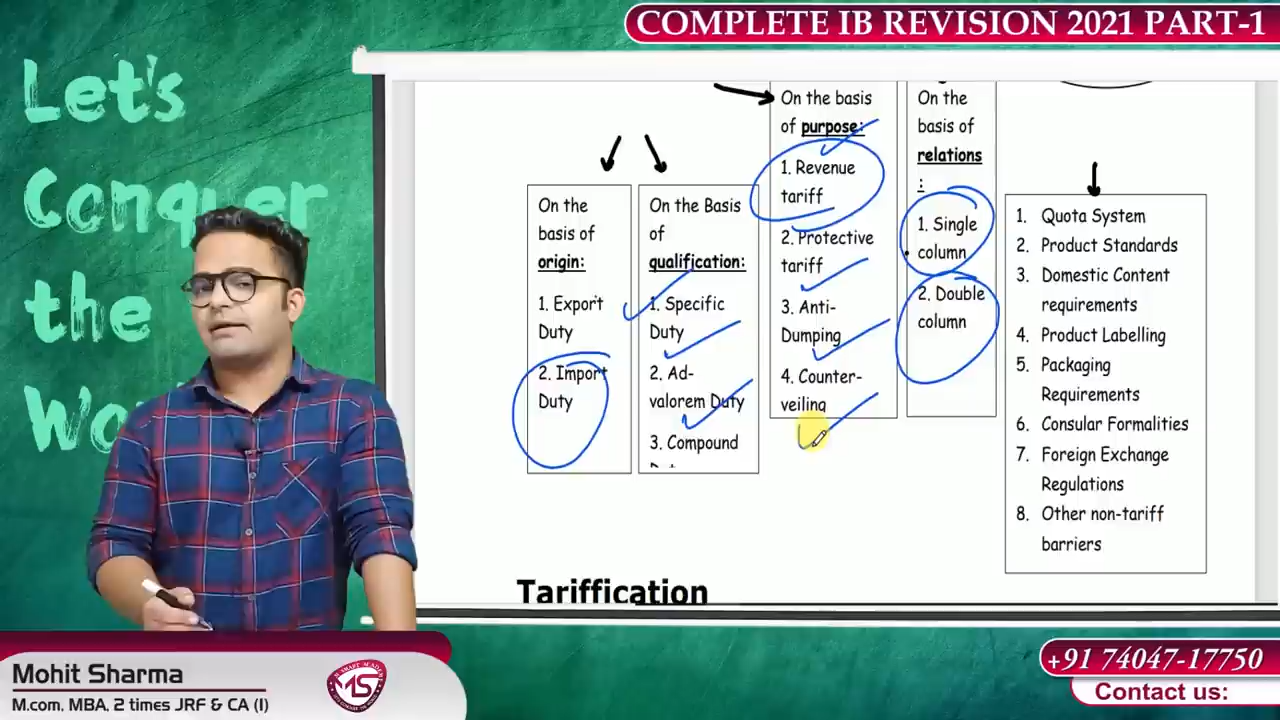 COMPLETE IB REVISION 2021 PART-1
Let's
Conquer
the
On the
basis of
origin:
1. Export
Duty
2. Import
Duty
On the Basis
of
qualification:
1. Specific
Duty
2. Ad-
valorem Duty
3. Compound
On the basis
of purpose:
1. Revenue
tariff
2. Protective
tariff
3. Anti-
Dumping
4. Counter-
veiling
On the
basis of
relations
:
1. Single
column
2. Double
column
1. Quota System
2. Product Standards
3. Domestic Content
requirements
4. Product Labelling
5. Packaging
Requirements
6. Consular Formalities
7. Foreign Exchange
Regulations
8. Other non-tariff
barriers
Tariffication
Mohit Sharma
M.com, MBA, 2 times JRF & CA (I)
MS
+91 74047-17750
Contact us: